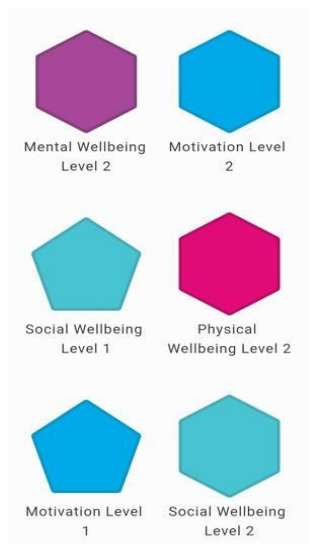 Mental Wellbeing
Level 2
Motivation Level
2
Social Wellbeing
Level 1
Physical
Wellbeing Level 2
Motivation Level
1
Social Wellbeing
Level 2